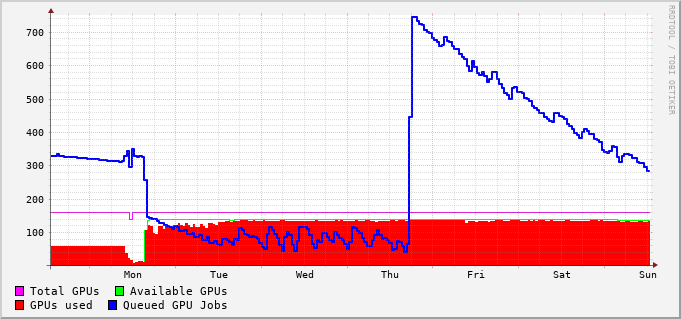 700
600
500
400
300
200
100
Mon Tue Wed Thu Fri Sat Sun
Total GPUs Available GPUs
GPUs used Queued GPU Jobs
RRDTOOL / TOBI OETIKER